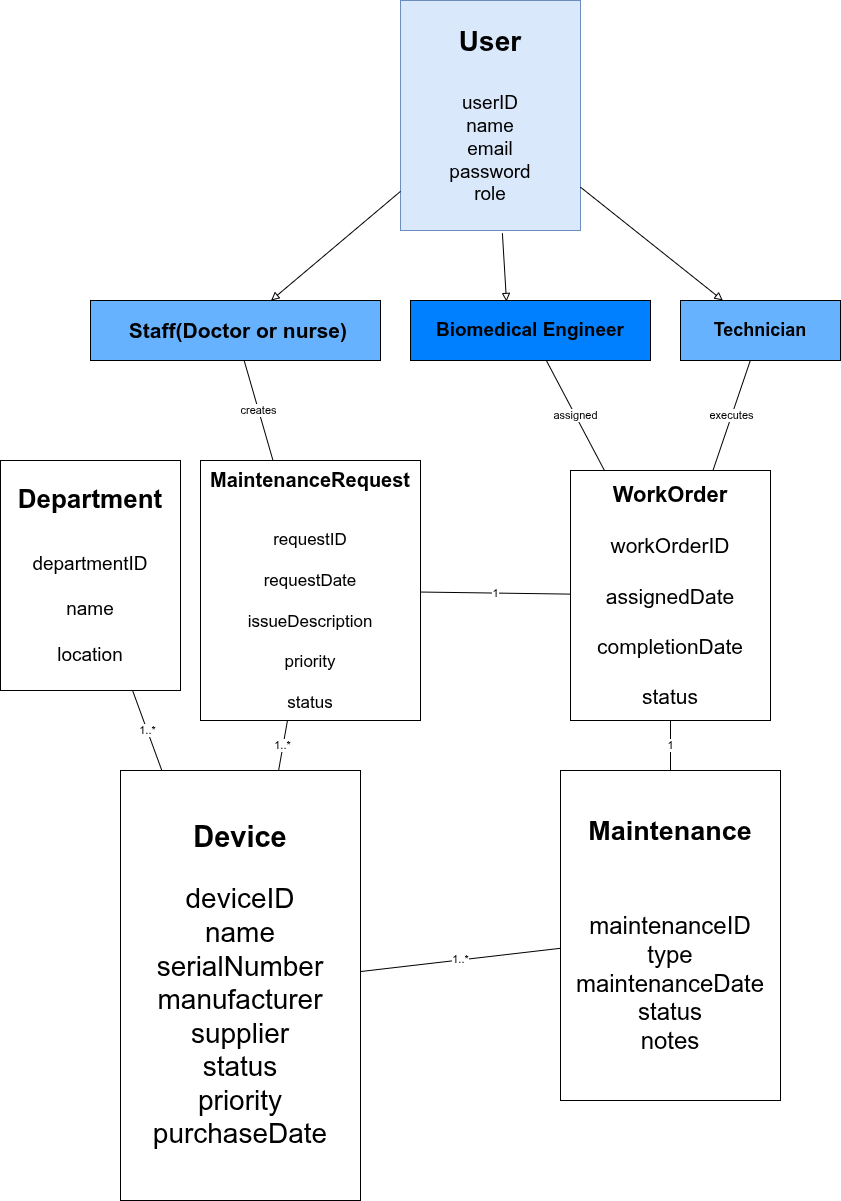 User
userID
name
email
password
role
Staff(Doctor or nurse)
Biomedical Engineer
Technician
creates
assigned
executes
Department
departmentID
name
location
MaintenanceRequest
requestID
requestDate
issueDescription
priority
status
1
WorkOrder
workOrderID
assignedDate
completionDate
status
1..*
1..*
1
Device
deviceID
name
serialNumber
manufacturer
supplier
status
priority
purchaseDate
1..*
Maintenance
maintenanceID
type
maintenanceDate
status
notes